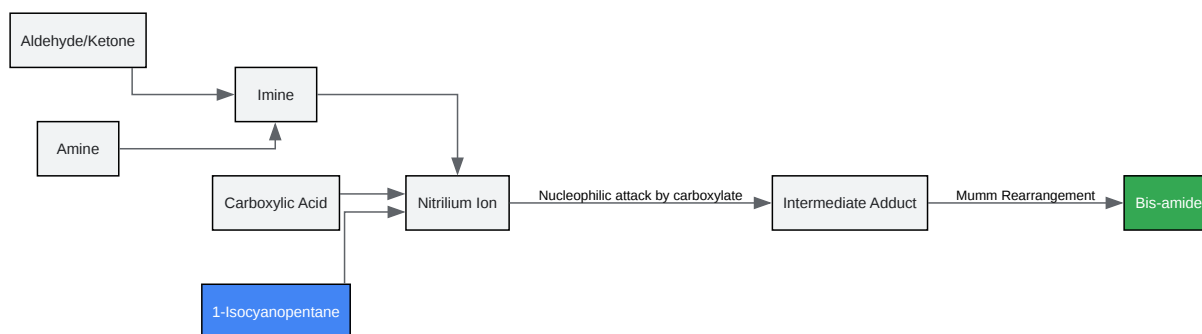 Aldehyde/Ketone
Imine
Amine
Carboxylic Acid
Nitrilium Ion
Nucleophilic attack by carboxylate
Intermediate Adduct
Mumm Rearrangement
Bis-amide
1-Isocyanopentane